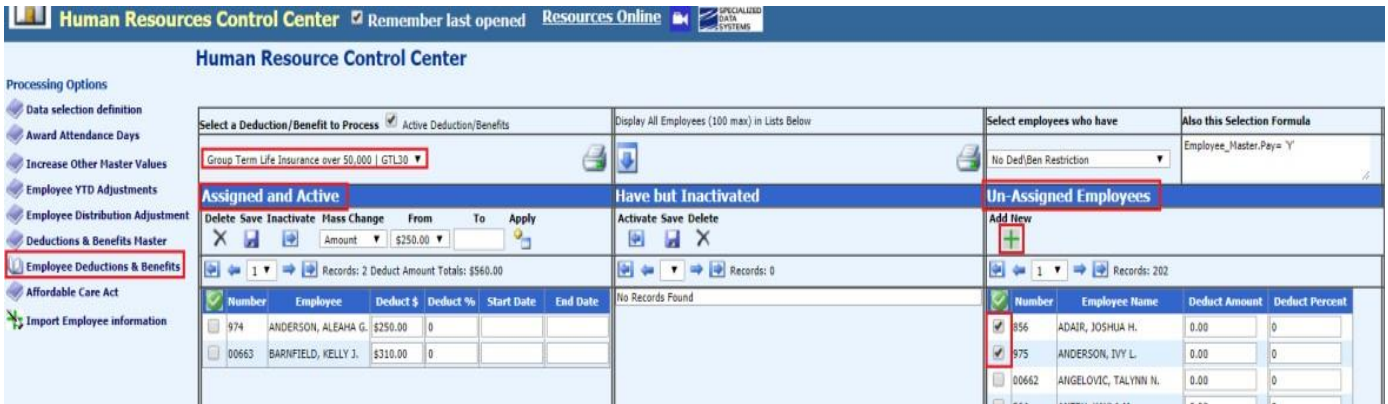 Human Resources Control Center Remember last opened Resources Online SPECIALIZED DATA SYSTEMS
Human Resource Control Center
Processing Options
Data selection definition
Award Attendance Days
Increase Other Master Values
Employee YTD Adjustments
Employee Distribution Adjustment
Deductions & Benefits Master
Employee Deductions & Benefits
Affordable Care Act
Import Employee information
Select a Deduction/Benefit to Process Active Deduction/Benefits
Group Term Life Insurance over 50,000 | GTL30
Assigned and Active
Delete Save Inactivate Mass Change From To Apply
Amount $250.00
1 Records: 2 Deduct Amount Totals: $560.00
Number Employee Deduct $ Deduct % Start Date End Date
974 ANDERSON, ALEAHA G. $250.00 0
00663 BARNFIELD, KELLY J. $310.00 0
Display All Employees (100 max) in Lists Below
Have but Inactivated
Activate Save Delete
Records: 0
No Records Found
Select employees who have
No Ded\Ben Restriction
Also this Selection Formula
Employee_Master.Pay= 'Y'
Un-Assigned Employees
Add New
1 Records: 202
Number Employee Name Deduct Amount Deduct Percent
856 ADAIR, JOSHUA H. 0.00 0
975 ANDERSON, IVY L. 0.00 0
00662 ANGELOVIC, TALYNN N. 0.00 0